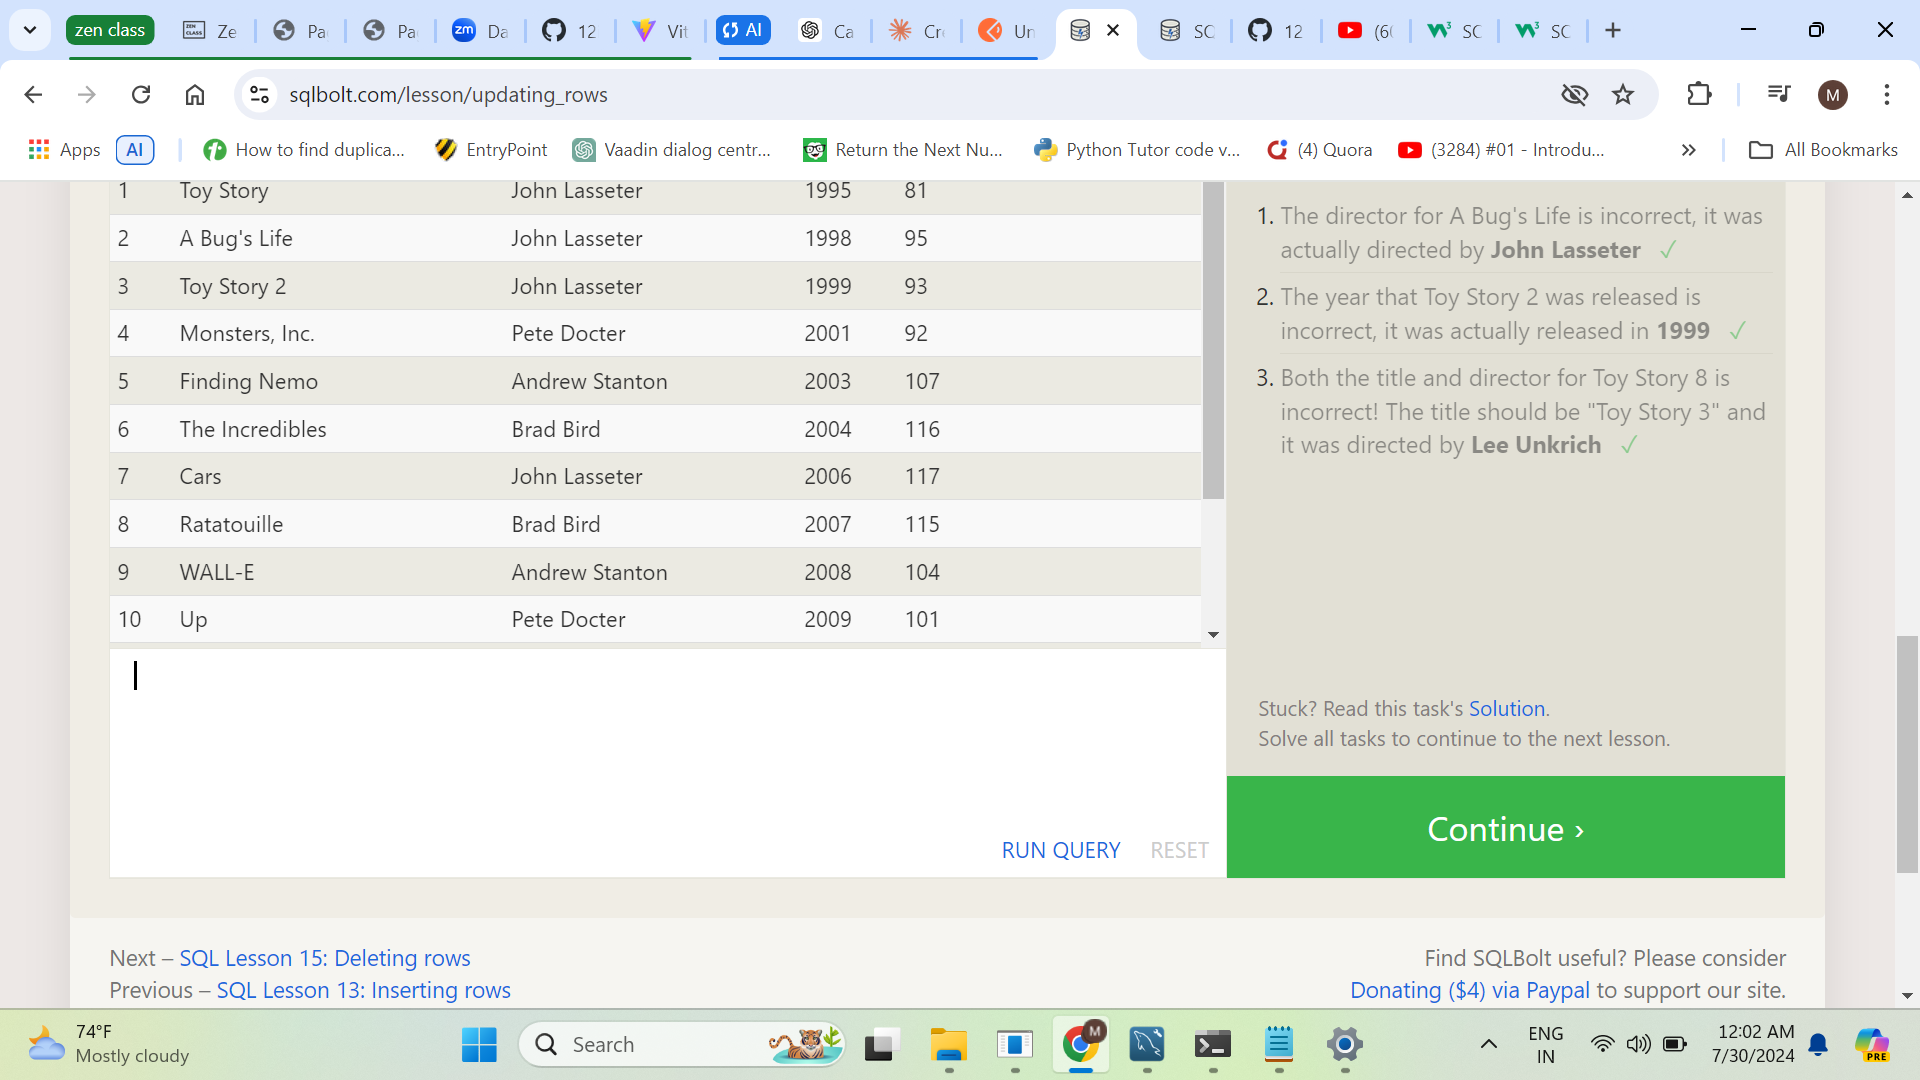 zen class
Ze
Pa
Pa
zm
Da
12
Vit
AI
Ca
Cr
Un
SC
12
(60
SC
SC
sqlbolt.com/lesson/updating_rows
M
Apps
AI
How to find duplica...
EntryPoint
Vaadin dialog centr...
Return the Next Nu...
Python Tutor code v...
(4) Quora
(3284) #01 - Introdu...
All Bookmarks
1 Toy Story John Lasseter 1995 81
2 A Bug's Life John Lasseter 1998 95
3 Toy Story 2 John Lasseter 1999 93
4 Monsters, Inc. Pete Docter 2001 92
5 Finding Nemo Andrew Stanton 2003 107
6 The Incredibles Brad Bird 2004 116
7 Cars John Lasseter 2006 117
8 Ratatouille Brad Bird 2007 115
9 WALL-E Andrew Stanton 2008 104
10 Up Pete Docter 2009 101
RUN QUERY RESET
1. The director for A Bug's Life is incorrect, it was
actually directed by John Lasseter ✓
2. The year that Toy Story 2 was released is
incorrect, it was actually released in 1999 ✓
3. Both the title and director for Toy Story 8 is
incorrect! The title should be "Toy Story 3" and
it was directed by Lee Unkrich ✓
Stuck? Read this task's Solution.
Solve all tasks to continue to the next lesson.
Continue ›
Next – SQL Lesson 15: Deleting rows
Previous – SQL Lesson 13: Inserting rows
Find SQLBolt useful? Please consider
Donating ($4) via Paypal to support our site.
74°F
Mostly cloudy
Search
M
ENG
IN
12:02 AM
7/30/2024
PRE